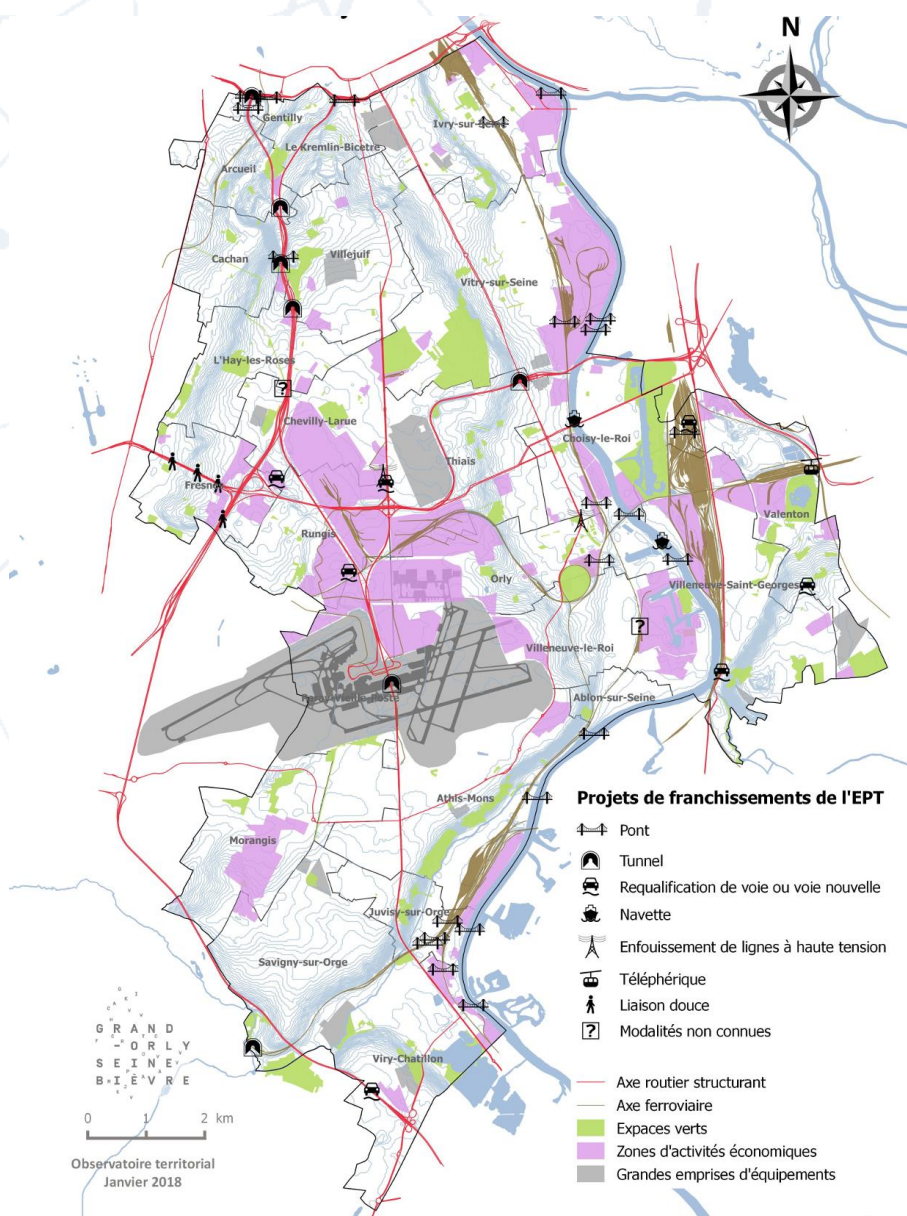 N
Gentilly
Ivry-sur-Seine
Le Kremlin-Bicetre
Arcueil
Cachan
Villejuif
Vitry-sur-Seine
L'Hay-les-Roses
Chevilly-Larue
Choisy-le-Roi
Thiais
Fresnes
Valenton
Rungis
Orly
Villeneuve-Saint-Georges
Villeneuve-le-Roi
Ablon-sur-Seine
Athis-Mons
Morangis
Juvisy-sur-Orge
Savigny-sur-Orge
Viry-Chatillon
Projets de franchissements de l'EPT
Pont
Tunnel
Requalification de voie ou voie nouvelle
Navette
Enfouissement de lignes à haute tension
Téléphérique
Liaison douce
? Modalités non connues
Axe routier structurant
Axe ferroviaire
Espaces verts
Zones d'activités économiques
Grandes emprises d'équipements
GRAND
-ORLY
SEINE
BIÈVRE
0 1 2 km
Observatoire territorial
Janvier 2018